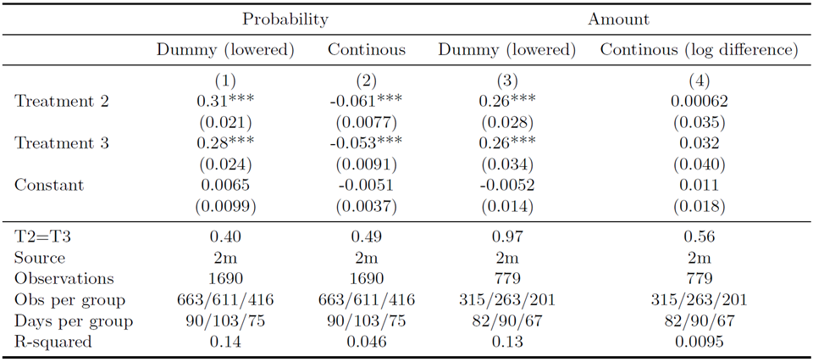 Probability Amount
Dummy (lowered) Continous Dummy (lowered) Continous (log difference)
(1) (2) (3) (4)
Treatment 2 0.31*** -0.061*** 0.26*** 0.00062
(0.021) (0.0077) (0.028) (0.035)
Treatment 3 0.28*** -0.053*** 0.26*** 0.032
(0.024) (0.0091) (0.034) (0.040)
Constant 0.0065 -0.0051 -0.0052 0.011
(0.0099) (0.0037) (0.014) (0.018)
T2=T3 0.40 0.49 0.97 0.56
Source 2m 2m 2m 2m
Observations 1690 1690 779 779
Obs per group 663/611/416 663/611/416 315/263/201 315/263/201
Days per group 90/103/75 90/103/75 82/90/67 82/90/67
R-squared 0.14 0.046 0.13 0.0095